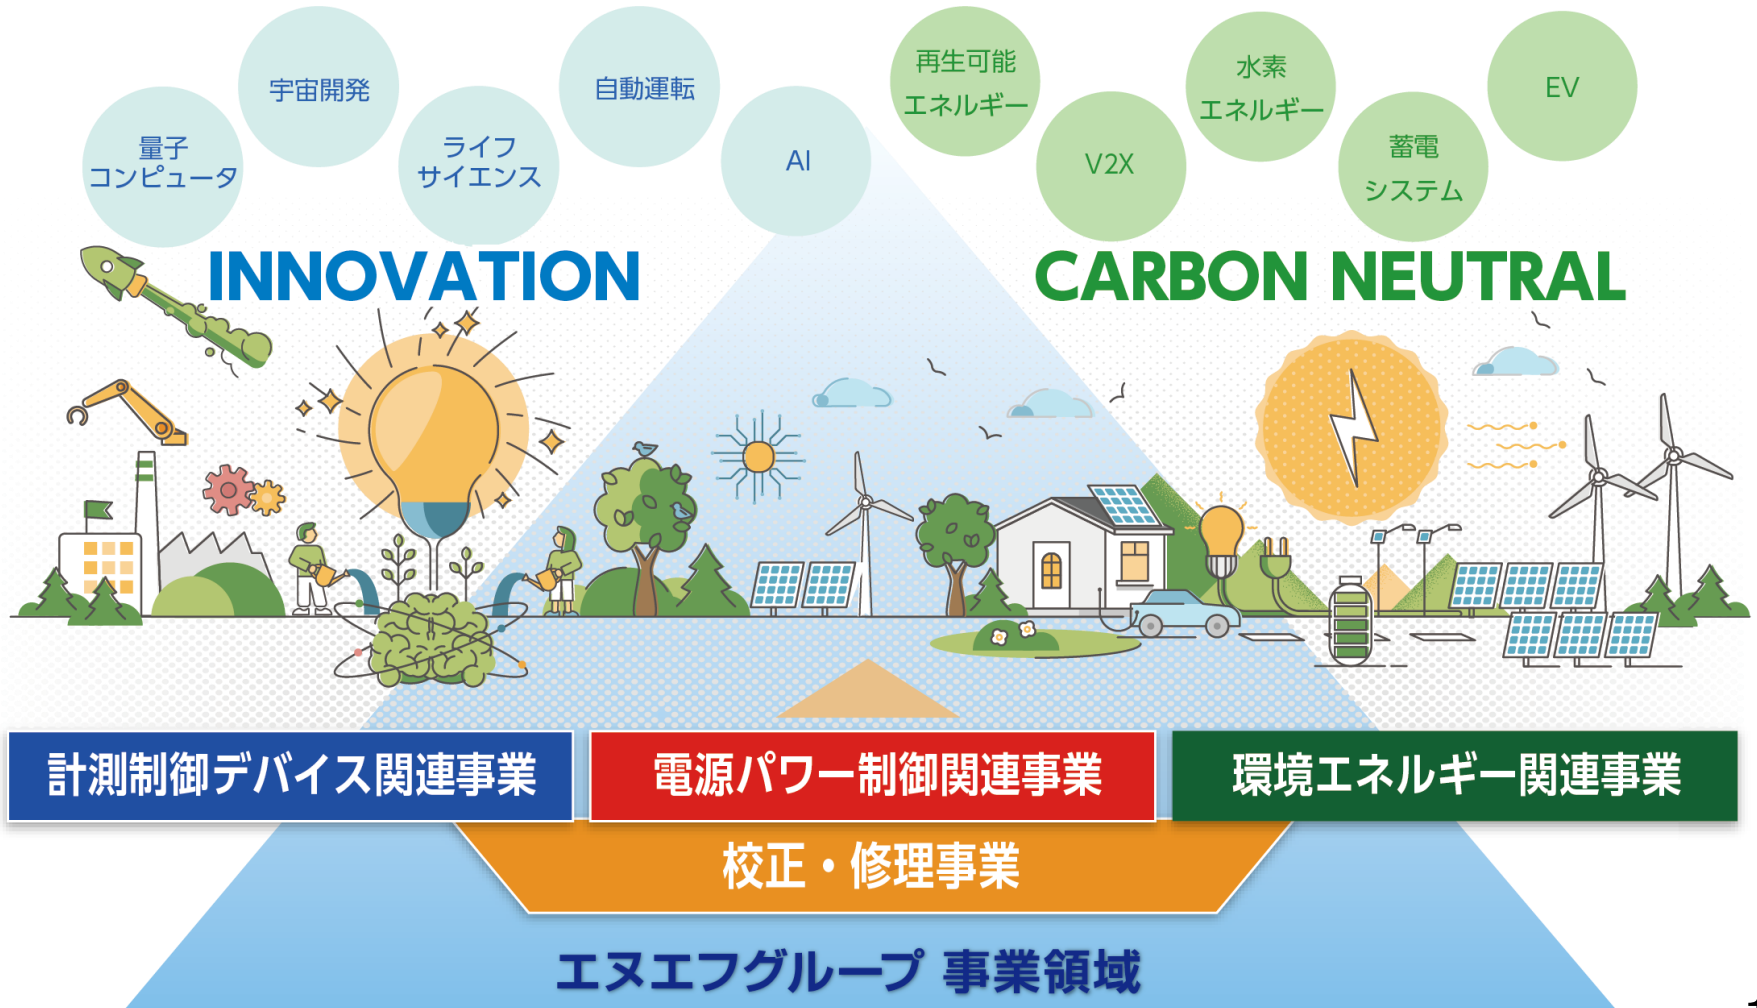 量子
コンピュータ
宇宙開発
ライフ
サイエンス
自動運転
AI
再生可能
エネルギー
V2X
水素
エネルギー
蓄電
システム
EV
INNOVATION
CARBON NEUTRAL
計測制御デバイス関連事業
電源パワー制御関連事業
環境エネルギー関連事業
校正・修理事業
エヌエフグループ 事業領域